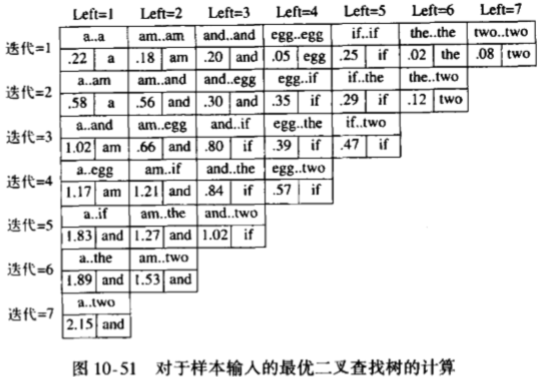 Left=1 Left=2 Left=3 Left=4 Left=5 Left=6 Left=7
迭代=1 a..a am..am and..and egg..egg if..if the..the two..two
.22 a .18 am .20 and .05 egg .25 if .02 the .08 two
迭代=2 a..am am..and and..egg egg..if if..the the..two
.58 a .56 and .30 and .35 if .29 if .12 two
迭代=3 a..and am..egg and..if egg..the if..two
1.02 am .66 and .80 if .39 if .47 if
迭代=4 a..egg am..if and..the egg..two
1.17 am 1.21 and .84 if .57 if
迭代=5 a..if am..the and..two
1.83 and 1.27 and 1.02 if
迭代=6 a..the am..two
1.89 and 1.53 and
迭代=7 a..two
2.15 and
图 10-51 对于样本输入的最优二叉查找树的计算